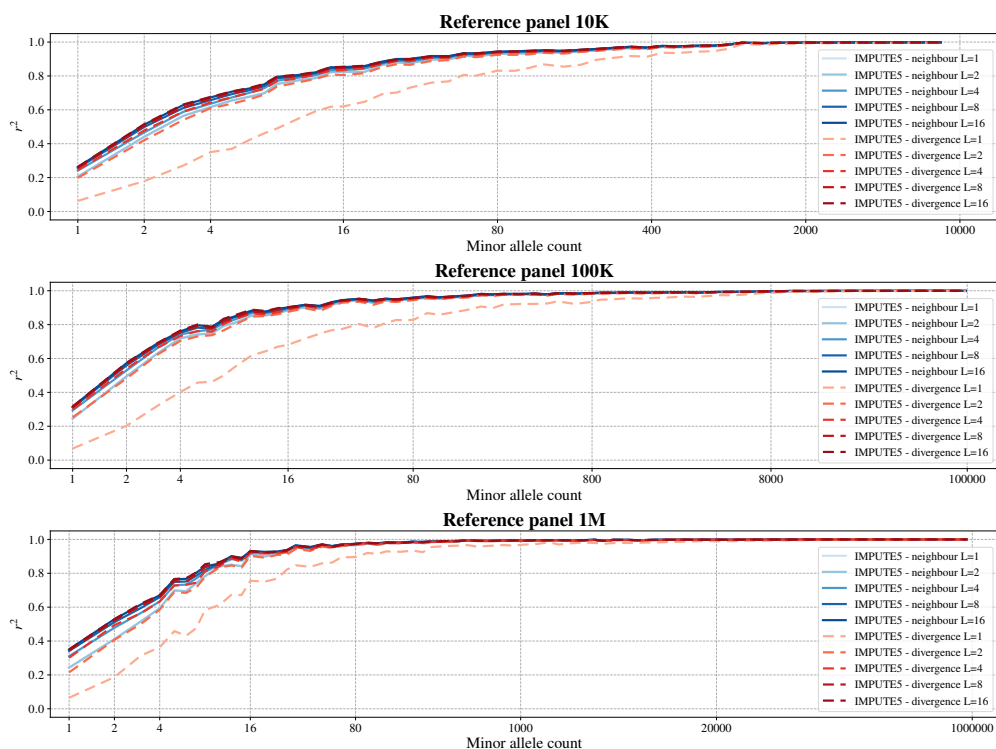 Reference panel 10K
1.0
0.8
0.6
0.4
0.2
0.0
r²
IMPUTE5 - neighbour L=1
IMPUTE5 - neighbour L=2
IMPUTE5 - neighbour L=4
IMPUTE5 - neighbour L=8
IMPUTE5 - neighbour L=16
IMPUTE5 - divergence L=1
IMPUTE5 - divergence L=2
IMPUTE5 - divergence L=4
IMPUTE5 - divergence L=8
IMPUTE5 - divergence L=16
1 2 4 16 80 400 2000 10000
Minor allele count
Reference panel 100K
1.0
0.8
0.6
0.4
0.2
0.0
r²
IMPUTE5 - neighbour L=1
IMPUTE5 - neighbour L=2
IMPUTE5 - neighbour L=4
IMPUTE5 - neighbour L=8
IMPUTE5 - neighbour L=16
IMPUTE5 - divergence L=1
IMPUTE5 - divergence L=2
IMPUTE5 - divergence L=4
IMPUTE5 - divergence L=8
IMPUTE5 - divergence L=16
1 2 4 16 80 800 8000 100000
Minor allele count
Reference panel 1M
1.0
0.8
0.6
0.4
0.2
0.0
r²
IMPUTE5 - neighbour L=1
IMPUTE5 - neighbour L=2
IMPUTE5 - neighbour L=4
IMPUTE5 - neighbour L=8
IMPUTE5 - neighbour L=16
IMPUTE5 - divergence L=1
IMPUTE5 - divergence L=2
IMPUTE5 - divergence L=4
IMPUTE5 - divergence L=8
IMPUTE5 - divergence L=16
1 2 4 16 80 1000 20000 1000000
Minor allele count